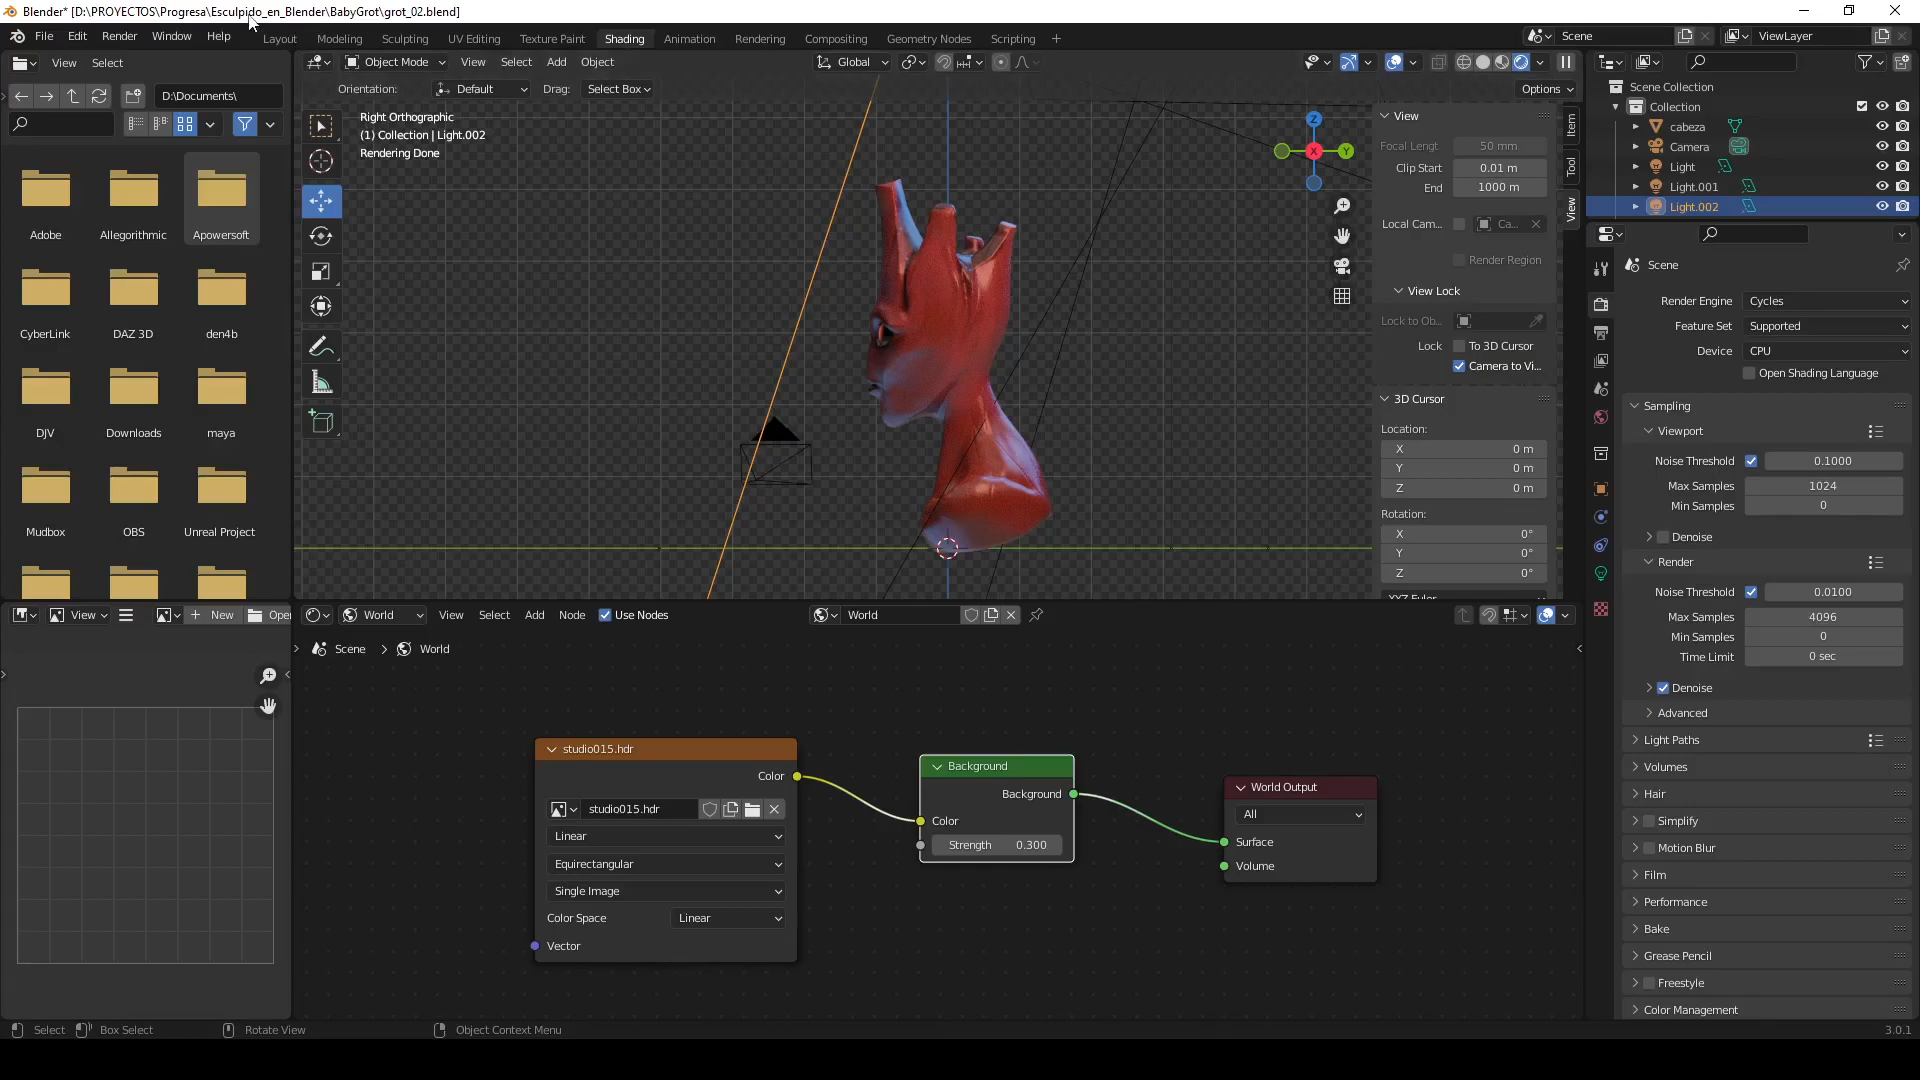 Blender* [D:\PROYECTOS\Progresa\Esculpido_en_Blender\BabyGrot\grot_02.blend]
File Edit Render Window Help Layout Modeling Sculpting UV Editing Texture Paint Shading Animation Rendering Compositing Geometry Nodes Scripting + Scene ViewLayer
View Select
Object Mode View Select Add Object Global
D:\Documents\
Orientation: Default Drag: Select Box Options
Right Orthographic
(1) Collection | Light.002
Rendering Done
Adobe Allegorithmic Apowersoft
CyberLink DAZ 3D den4b
DJV Downloads maya
Mudbox OBS Unreal Project
Z
X
Y
View
Focal Lengt 50 mm
Clip Start 0.01 m
End 1000 m
Local Cam... Ca...
Render Region
View Lock
Lock to Ob...
Lock To 3D Cursor
Camera to Vi...
3D Cursor
Location:
X 0 m
Y 0 m
Z 0 m
Rotation:
X 0°
Y 0°
Z 0°
XYZ Euler
Item
Tool
View
Scene Collection
Collection
cabeza
Camera
Light
Light.001
Light.002
Scene
Render Engine Cycles
Feature Set Supported
Device CPU
Open Shading Language
Sampling
Viewport
Noise Threshold 0.1000
Max Samples 1024
Min Samples 0
Denoise
Render
Noise Threshold 0.0100
Max Samples 4096
Min Samples 0
Time Limit 0 sec
Denoise
Advanced
Light Paths
Volumes
Hair
Simplify
Motion Blur
Film
Performance
Bake
Grease Pencil
Freestyle
Color Management
View New Ope
World View Select Add Node Use Nodes World
Scene World
studio015.hdr
Color
studio015.hdr
Linear
Equirectangular
Single Image
Color Space Linear
Vector
Background
Background
Color
Strength 0.300
World Output
All
Surface
Volume
Select Box Select Rotate View Object Context Menu 3.0.1